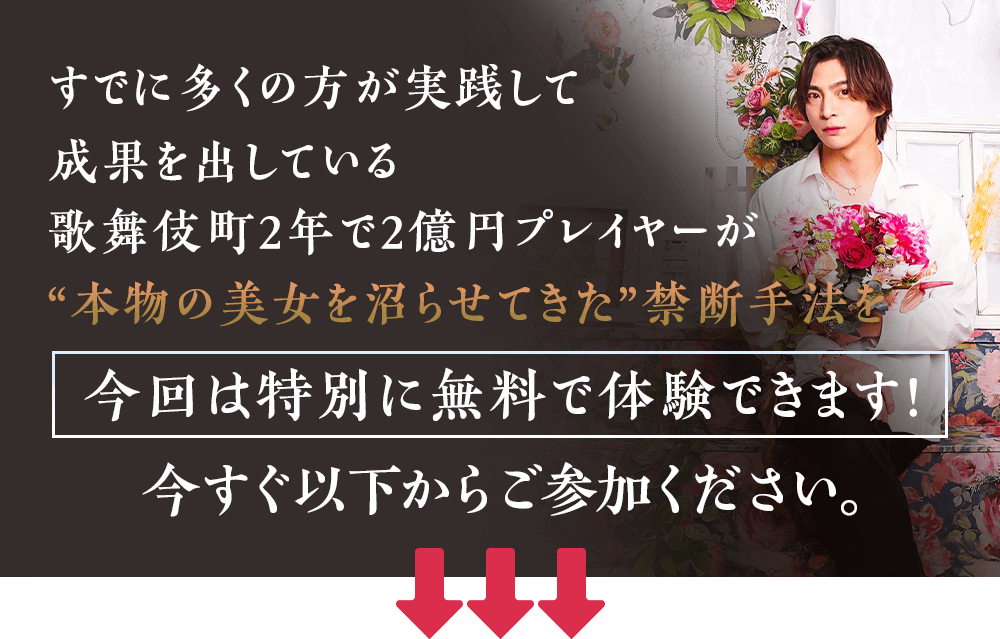 すでに多くの方が実践して
成果を出している
歌舞伎町2年で2億円プレイヤーが
“本物の美女を沼らせてきた”禁断手法を
今回は特別に無料で体験できます!
今すぐ以下からご参加ください。